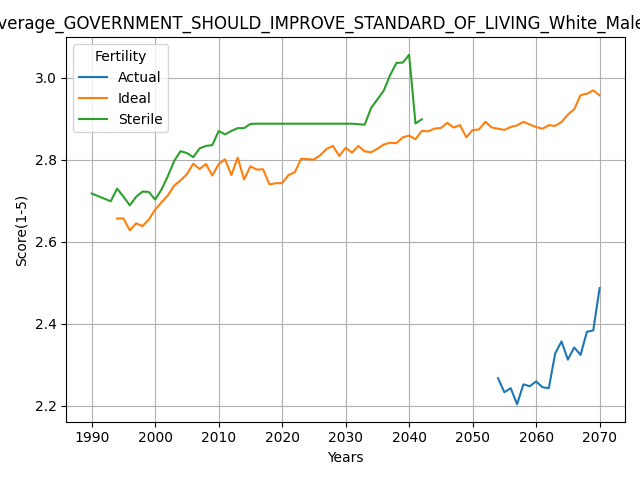 verage_GOVERNMENT_SHOULD_IMPROVE_STANDARD_OF_LIVING_White_Male
Fertility
Actual
Ideal
Sterile
Score(1-5)
3.0
2.8
2.6
2.4
2.2
1990 2000 2010 2020 2030 2040 2050 2060 2070
Years